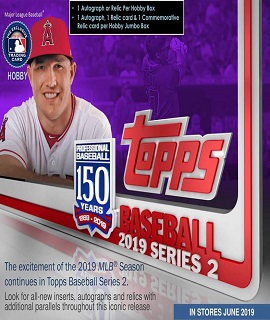 Major League Baseball®
• 1 Autograph or Relic Per Hobby Box
• 1 Autograph, 1 Relic card & 1 Commemorative
Relic card per Hobby Jumbo Box
MLB EXCLUSIVE
TRADING
CARD
HOBBY
A
PROFESSIONAL
BASEBALL
150
YEARS
1869-2019
topps
BASEBALL
2019 SERIES 2
The excitement of the 2019 MLB® Season
continues in Topps Baseball Series 2.
Look for all-new inserts, autographs and relics with
additional parallels throughout this iconic release.
IN STORES JUNE 2019